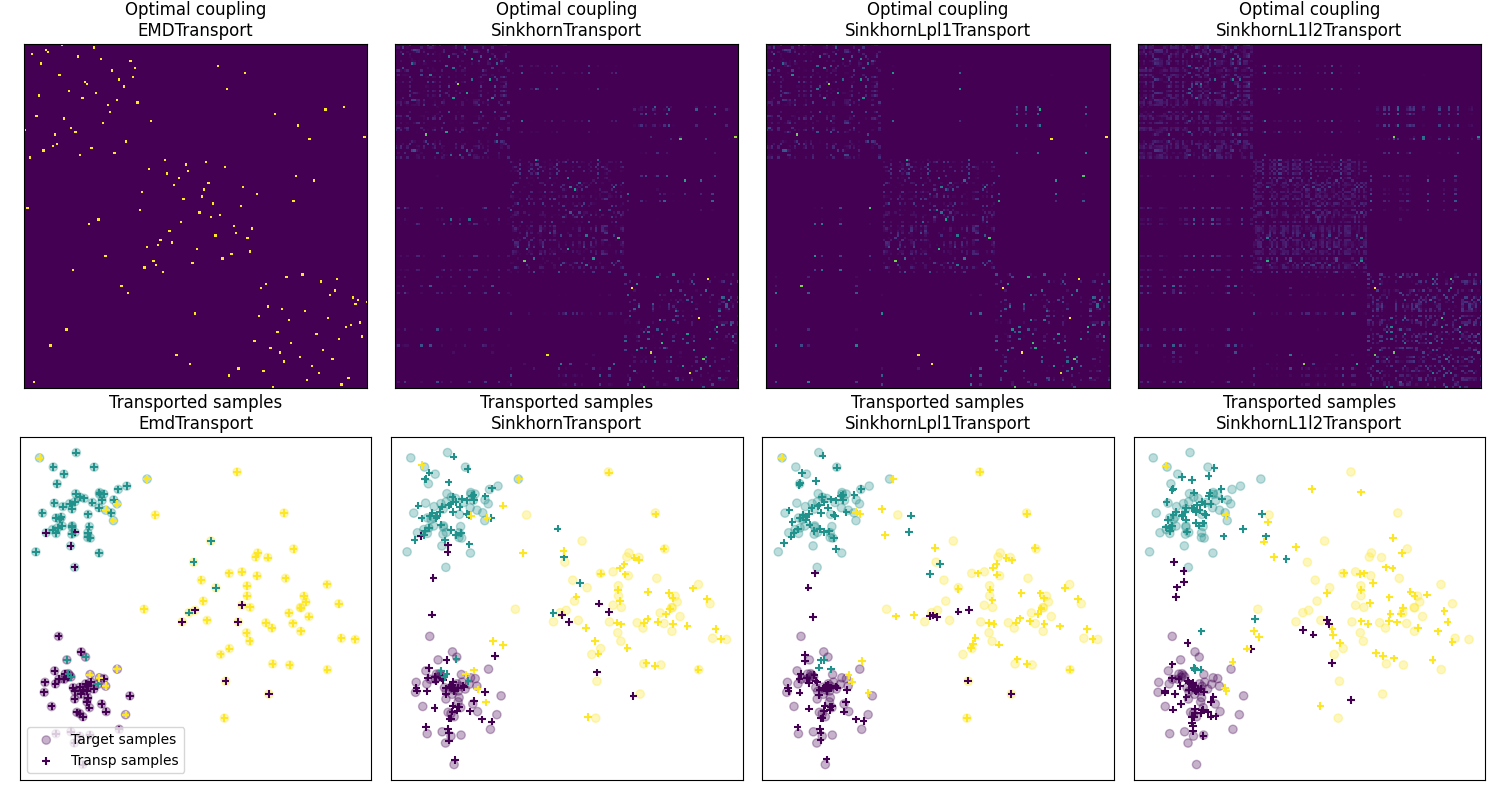 Optimal coupling
EMDTransport
Optimal coupling
SinkhornTransport
Optimal coupling
SinkhornLpl1Transport
Optimal coupling
SinkhornL1l2Transport
Transported samples
EmdTransport
Transported samples
SinkhornTransport
Transported samples
SinkhornLpl1Transport
Transported samples
SinkhornL1l2Transport
Target samples
Transp samples